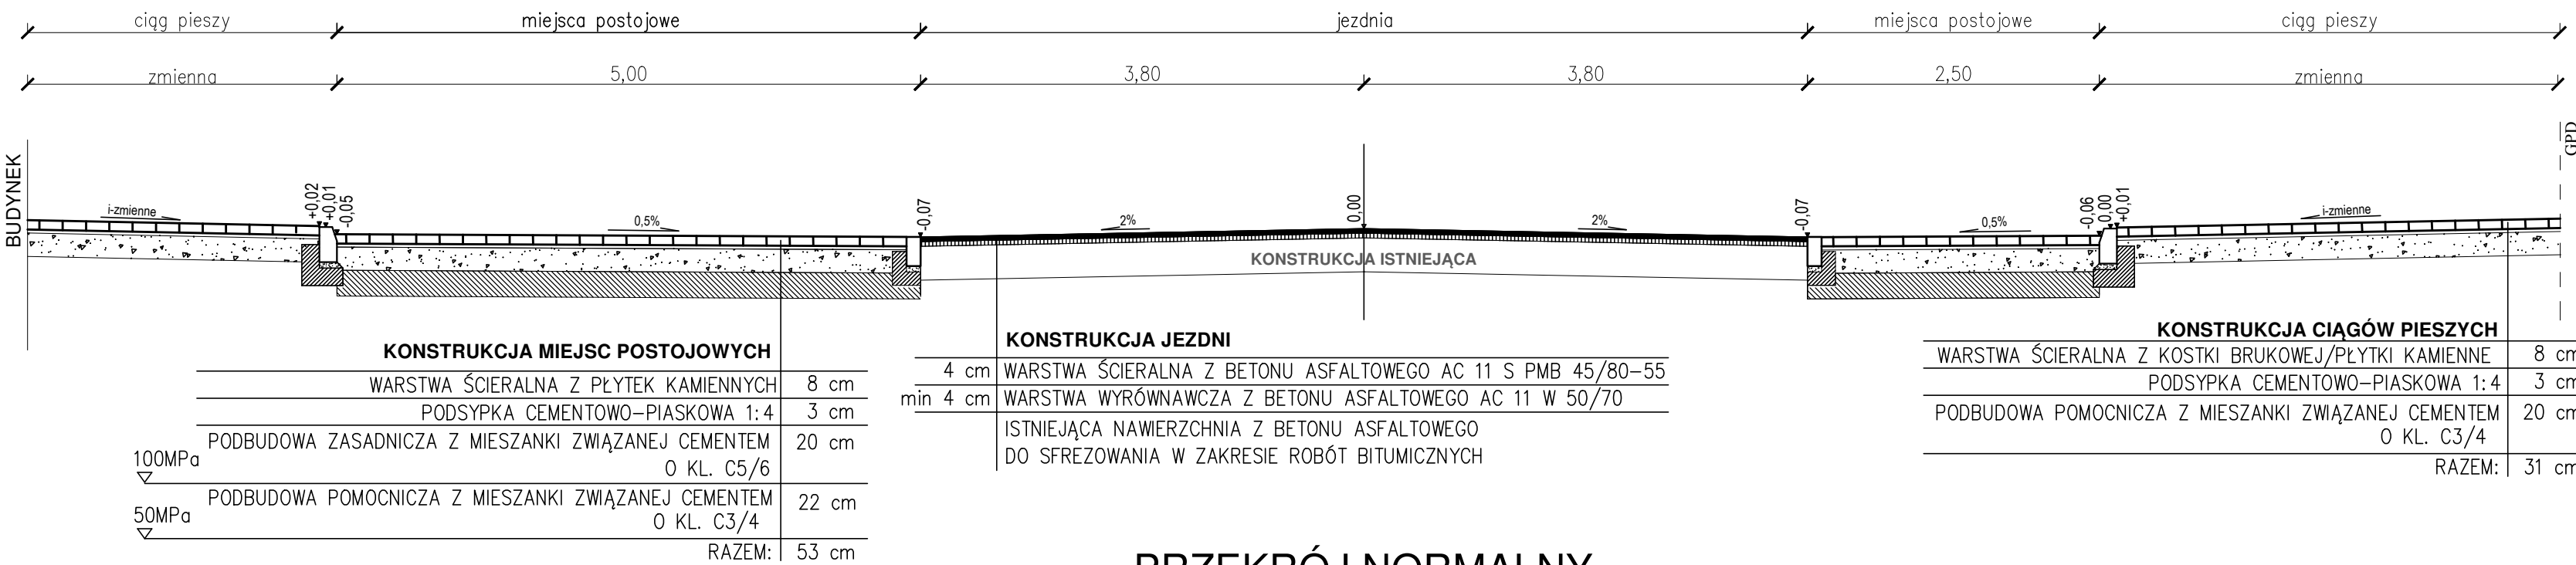 ciąg pieszy
miejsca postojowe
jezdnia
miejsca postojowe
ciąg pieszy
zmienna
5,00
3,80
3,80
2,50
zmienna
BUDYNEK
GPD
i-zmienne
+0,02
+0,01
-0,05
0,5%
-0,07
2%
0,00
2%
-0,07
0,5%
-0,06
0,00
+0,01
i-zmienne
KONSTRUKCJA ISTNIEJĄCA
KONSTRUKCJA MIEJSC POSTOJOWYCH
WARSTWA ŚCIERALNA Z PŁYTEK KAMIENNYCH 8 cm
PODSYPKA CEMENTOWO-PIASKOWA 1:4 3 cm
PODBUDOWA ZASADNICZA Z MIESZANKI ZWIĄZANEJ CEMENTEM 20 cm
O KL. C5/6
100MPa
PODBUDOWA POMOCNICZA Z MIESZANKI ZWIĄZANEJ CEMENTEM 22 cm
O KL. C3/4
50MPa
RAZEM: 53 cm
KONSTRUKCJA JEZDNI
4 cm WARSTWA ŚCIERALNA Z BETONU ASFALTOWEGO AC 11 S PMB 45/80-55
min 4 cm WARSTWA WYRÓWNAWCZA Z BETONU ASFALTOWEGO AC 11 W 50/70
ISTNIEJĄCA NAWIERZCHNIA Z BETONU ASFALTOWEGO
DO SFREZOWANIA W ZAKRESIE ROBÓT BITUMICZNYCH
KONSTRUKCJA CIĄGÓW PIESZYCH
WARSTWA ŚCIERALNA Z KOSTKI BRUKOWEJ/PŁYTKI KAMIENNE 8 cm
PODSYPKA CEMENTOWO-PIASKOWA 1:4 3 cm
PODBUDOWA POMOCNICZA Z MIESZANKI ZWIĄZANEJ CEMENTEM 20 cm
O KL. C3/4
RAZEM: 31 cm
PRZEKRÓJ NORMALNY